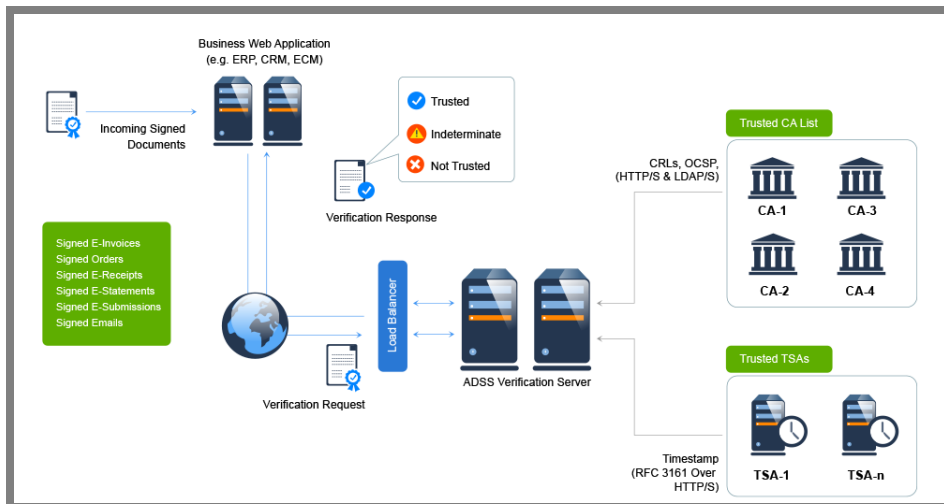 Business Web Application
(e.g. ERP, CRM, ECM)
Incoming Signed
Documents
Trusted
Indeterminate
Not Trusted
Verification Response
Trusted CA List
CRLs, OCSP,
(HTTP/S & LDAP/S)
CA-1
CA-3
CA-2
CA-4
Signed E-Invoices
Signed Orders
Signed E-Receipts
Signed E-Statements
Signed E-Submissions
Signed Emails
Load Balancer
ADSS Verification Server
Verification Request
Trusted TSAs
Timestamp
(RFC 3161 Over
HTTP/S)
TSA-1
TSA-n